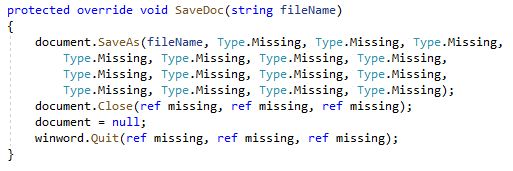 protected override void SaveDoc(string fileName)
{
    document.SaveAs(fileName, Type.Missing, Type.Missing, Type.Missing,
        Type.Missing, Type.Missing, Type.Missing, Type.Missing,
        Type.Missing, Type.Missing, Type.Missing, Type.Missing,
        Type.Missing, Type.Missing, Type.Missing, Type.Missing);
    document.Close(ref missing, ref missing, ref missing);
    document = null;
    winword.Quit(ref missing, ref missing, ref missing);
}